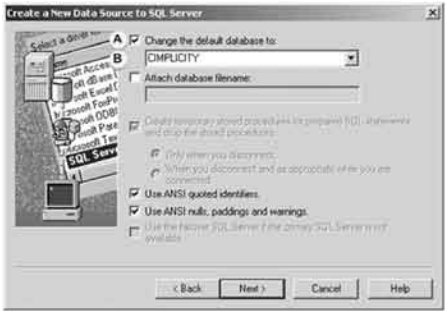 Create a New Data Source to SQL Server
Select a driver
A Change the default database to:
B CIMPLICITY
Attach database filename:
Create temporary stored procedures for prepared SQL statements
and drop the stored procedures:
Only when you disconnect.
When you disconnect and as appropriate while you are
connected.
Use ANSI quoted identifiers.
Use ANSI nulls, paddings and warnings.
Use the failover SQL Server if the primary SQL Server is not
available.
SQL Serve
< Back
Next >
Cancel
Help